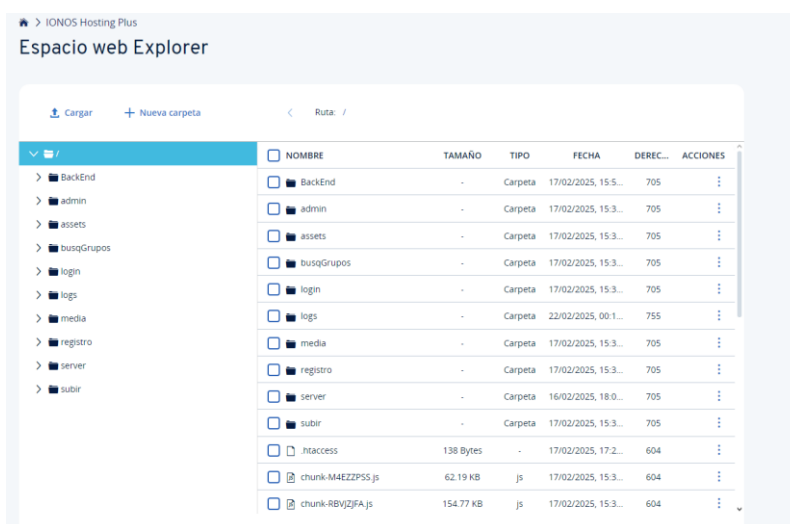 > IONOS Hosting Plus
Espacio web Explorer
Cargar + Nueva carpeta < Ruta: /
/
BackEnd
admin
assets
busqGrupos
login
logs
media
registro
server
subir
NOMBRE TAMAÑO TIPO FECHA DEREC... ACCIONES
BackEnd - Carpeta 17/02/2025, 15:5... 705
admin - Carpeta 17/02/2025, 15:3... 705
assets - Carpeta 17/02/2025, 15:3... 705
busqGrupos - Carpeta 17/02/2025, 15:3... 705
login - Carpeta 17/02/2025, 15:3... 705
logs - Carpeta 22/02/2025, 00:1... 755
media - Carpeta 17/02/2025, 15:3... 705
registro - Carpeta 17/02/2025, 15:3... 705
server - Carpeta 16/02/2025, 18:0... 705
subir - Carpeta 17/02/2025, 15:3... 705
.htaccess 138 Bytes - 17/02/2025, 17:2... 604
chunk-M4EZZPSS.js 62.19 KB js 17/02/2025, 15:3... 604
chunk-RBVJZJFA.js 154.77 KB js 17/02/2025, 15:3... 604